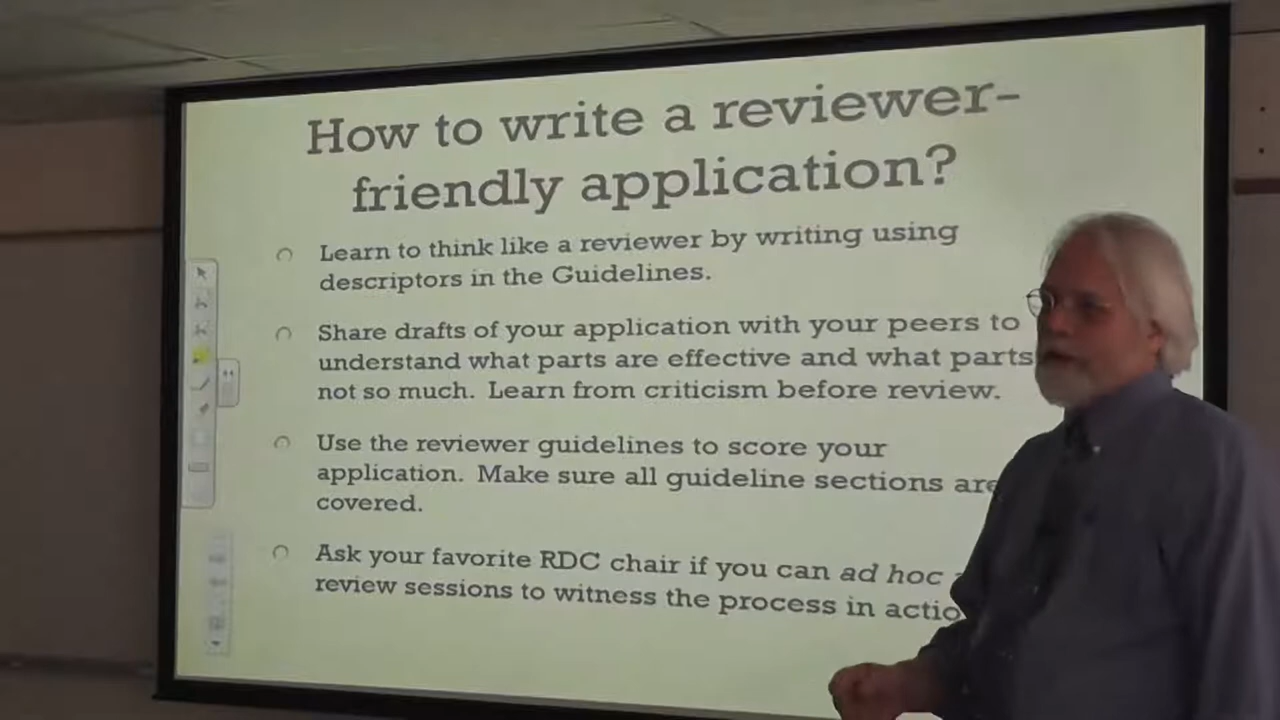 How to write a reviewer-
friendly application?
Learn to think like a reviewer by writing using
descriptors in the Guidelines.
Share drafts of your application with your peers to
understand what parts are effective and what parts
not so much. Learn from criticism before review.
Use the reviewer guidelines to score your
application. Make sure all guideline sections are
covered.
Ask your favorite RDC chair if you can ad hoc
review sessions to witness the process in actio